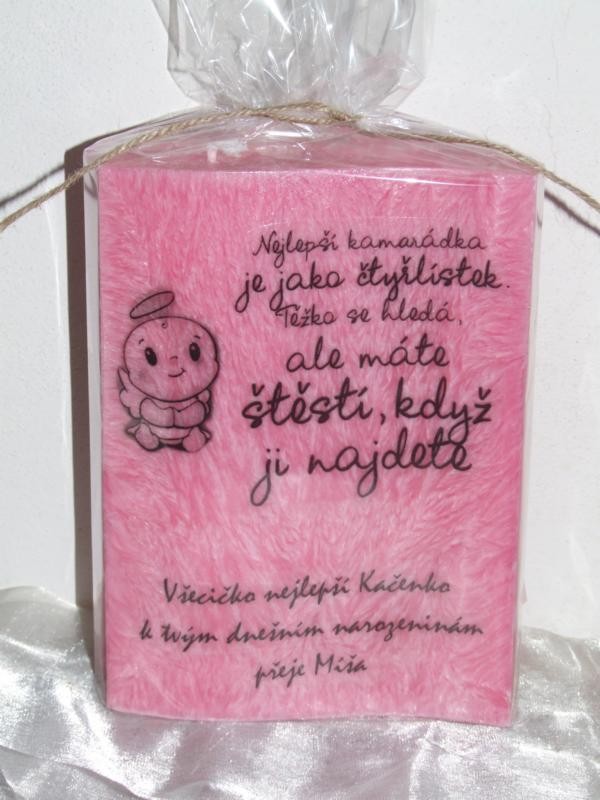 Nejlepší kamarádka
je jako čtyřlístek.
Těžko se hledá,
ale máte
štěstí, když
ji najdete
Všecičko nejlepší Kačenko
k tvým dnešním narozeninám
přeje Míša